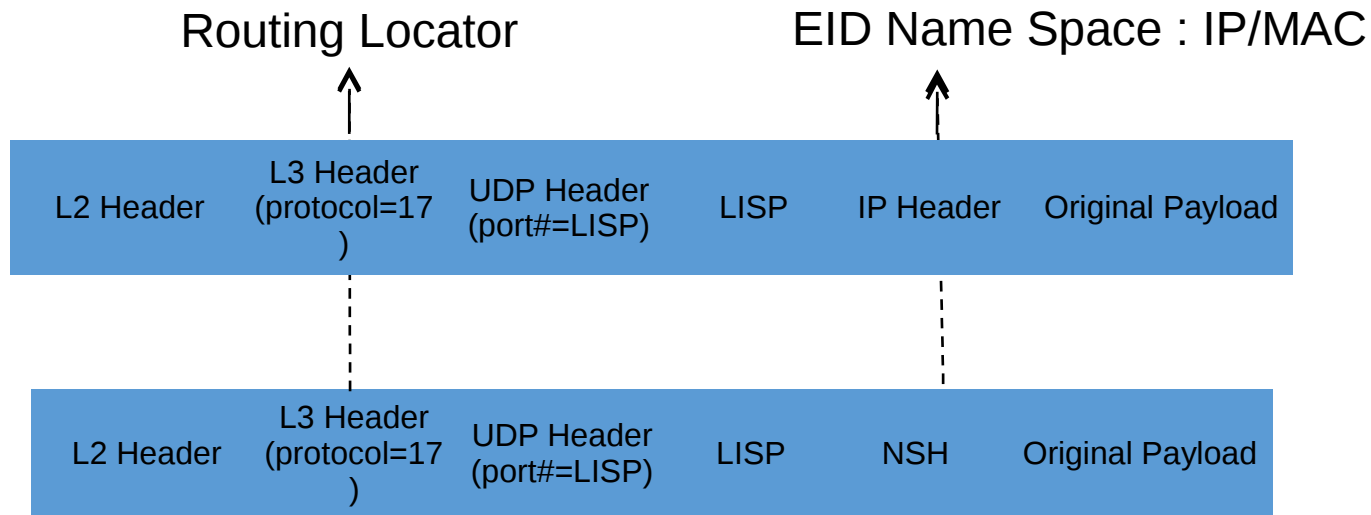 Routing Locator
EID Name Space : IP/MAC
L2 Header
L3 Header
(protocol=17
)
UDP Header
(port#=LISP)
LISP
IP Header
Original Payload
L2 Header
L3 Header
(protocol=17
)
UDP Header
(port#=LISP)
LISP
NSH
Original Payload